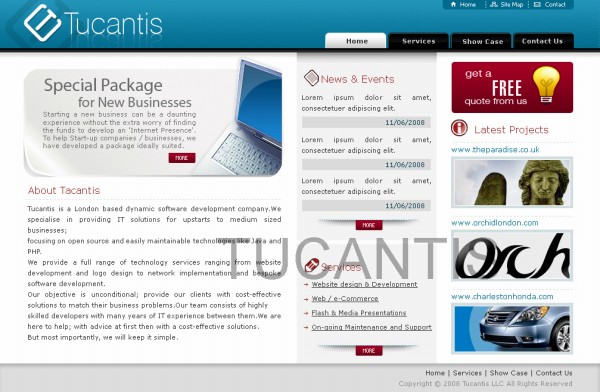 Home Site Map Contact
Tucantis
Home Services Show Case Contact Us
Special Package
for New Businesses
Starting a new business can be a daunting
experience without the extra worry of finding
the funds to develop an 'Internet Presence'.
To help Start-up companies / businesses, we
have developed a package ideally suited.
MORE
About Tacantis
Tucantis is a London based dynamic software development company.We
specialise in providing IT solutions for upstarts to medium sized
businesses;
focusing on open source and easily maintainable technologies like Java and
PHP.
We provide a full range of technology services ranging from website
development and logo design to network implementation and bespoke
software development.
Our objective is unconditional; provide our clients with cost-effective
solutions to match their business problems.Our team consists of highly
skilled developers with many years of IT experience between them.We are
here to help; with advice at first then with a cost-effective solutions.
But most importantly, we will keep it simple.
News & Events
Lorem ipsum dolor sit amet,
consectetuer adipiscing elit.
11/06/2008
Lorem ipsum dolor sit amet,
consectetuer adipiscing elit.
11/06/2008
Lorem ipsum dolor sit amet,
consectetuer adipiscing elit.
11/06/2008
MORE
TUCANTIS
Services
Website design & Development
Web / e-Commerce
Flash & Media Presentations
On-going Maintenance and Support
MORE
get a
FREE
quote from us
Latest Projects
www.theparadise.co.uk
www.orchidlondon.com
Orch
www.charlestonhonda.com
Home | Services | Show Case | Contact Us
Copyright © 2008 Tucantis LLC All Rights Reserved